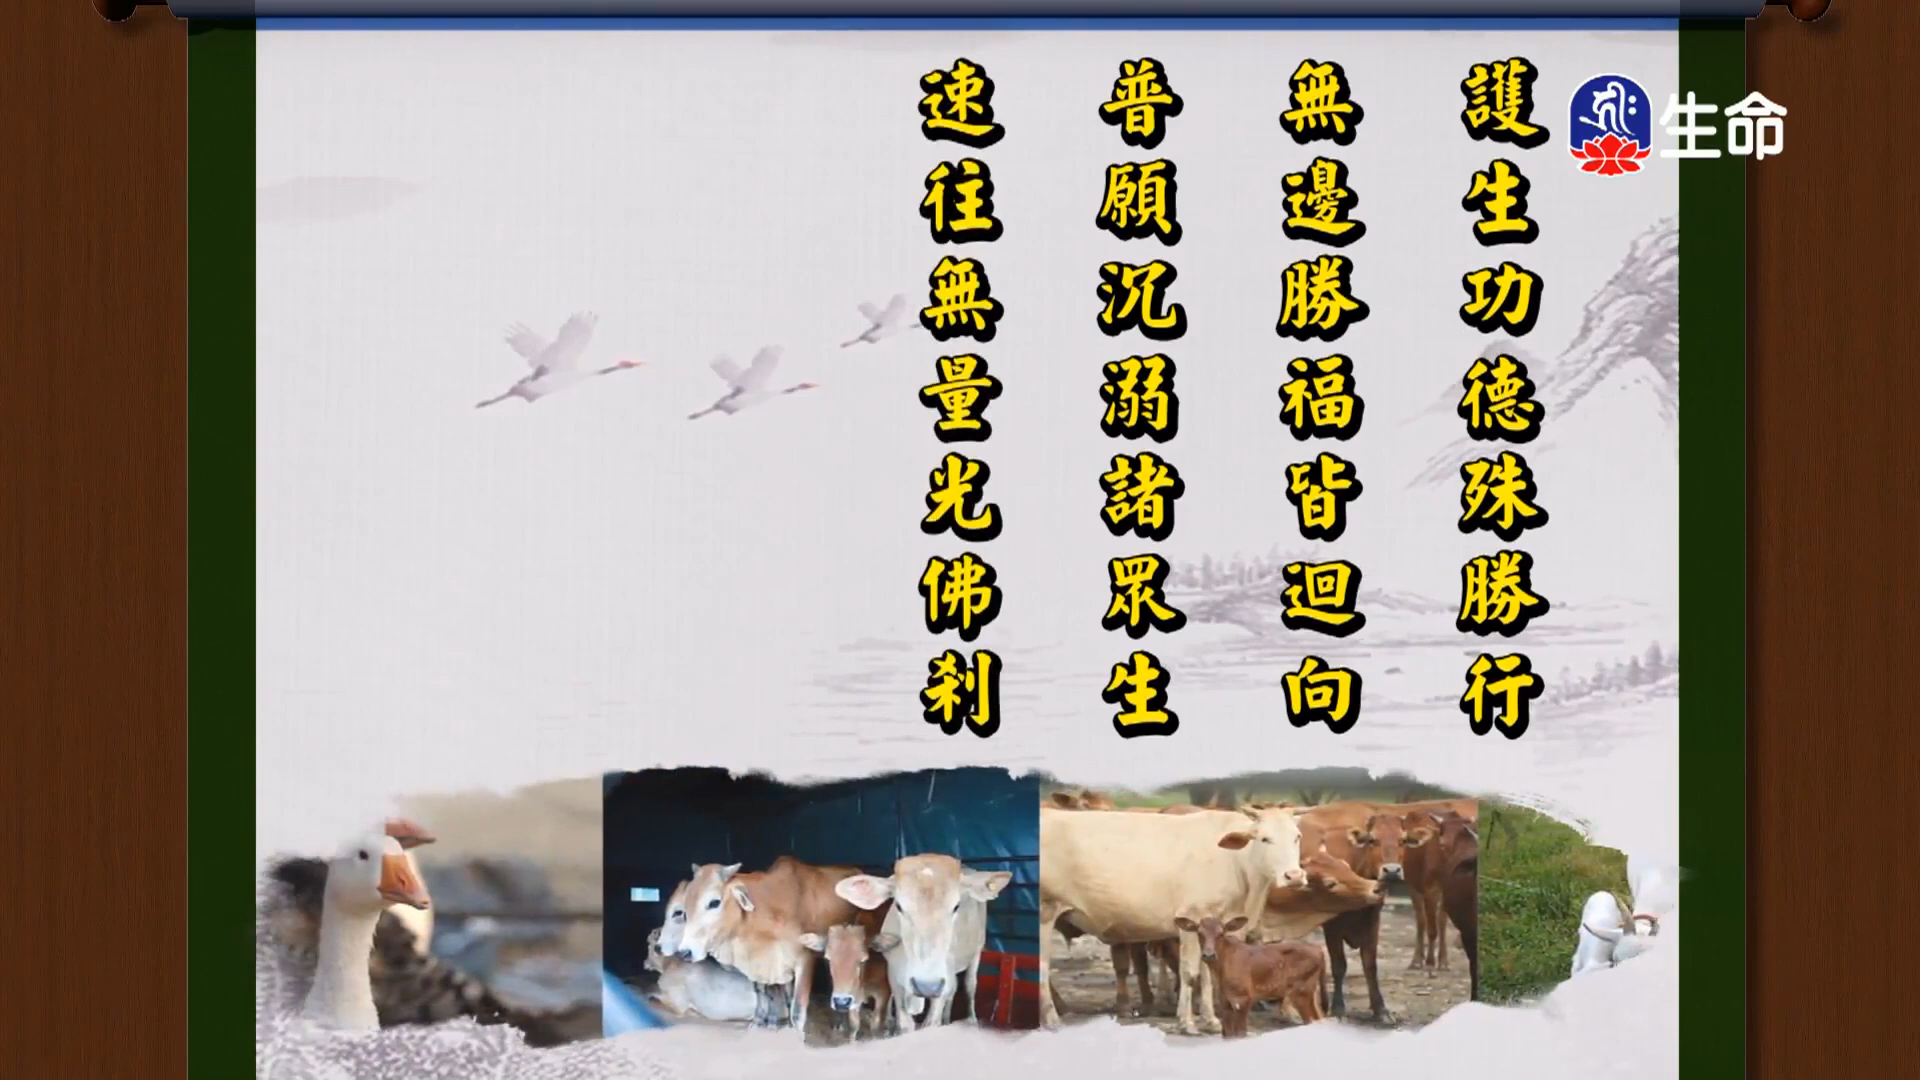 護生功德殊勝行
無邊勝福皆迴向
普願沉溺諸眾生
速往無量光佛剎
生命